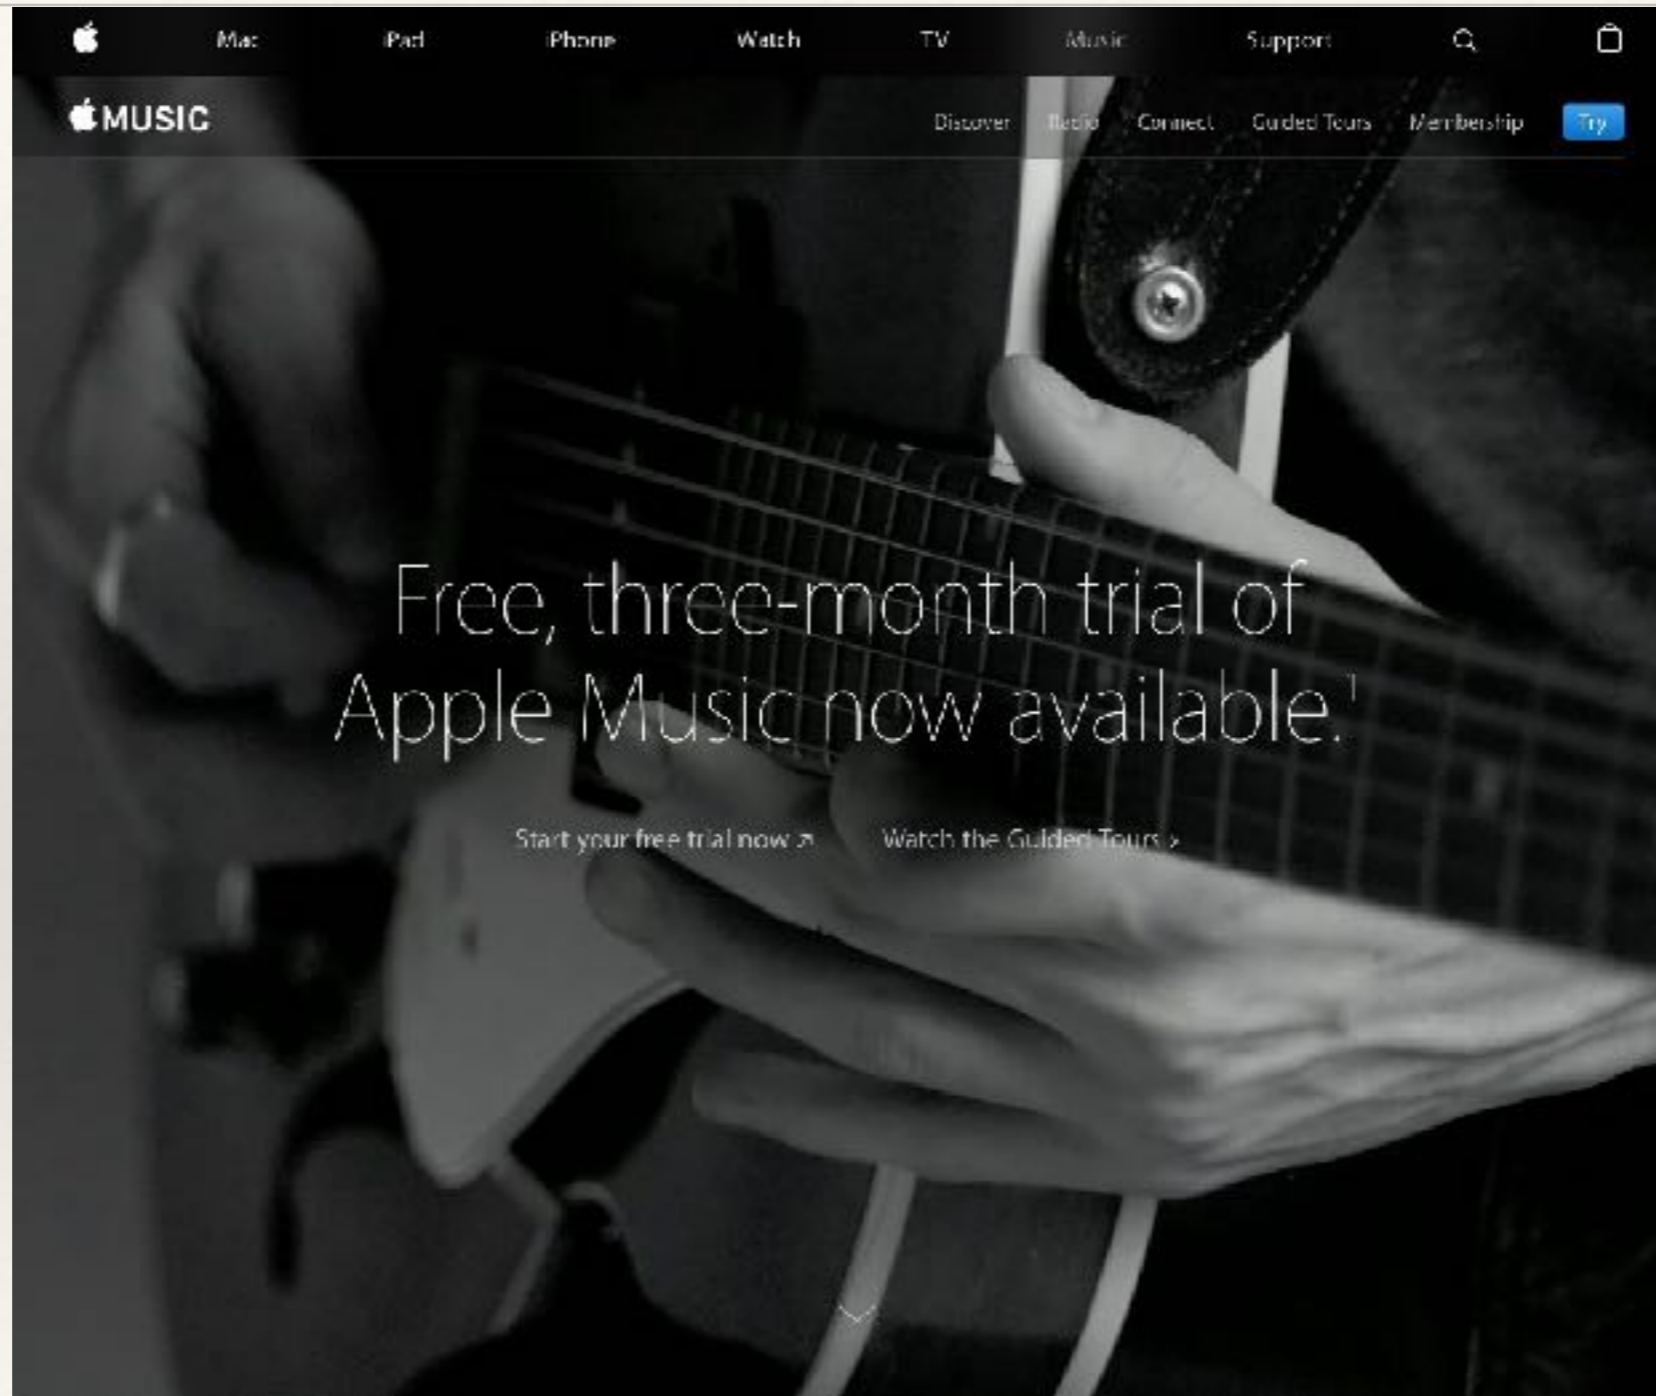 Mac iPad iPhone Watch TV Music Support
MUSIC
Discover Radio Connect Guided Tours Membership Try
Free, three-month trial of
Apple Music now available.¹
Start your free trial now ↗ Watch the Guided Tours ›